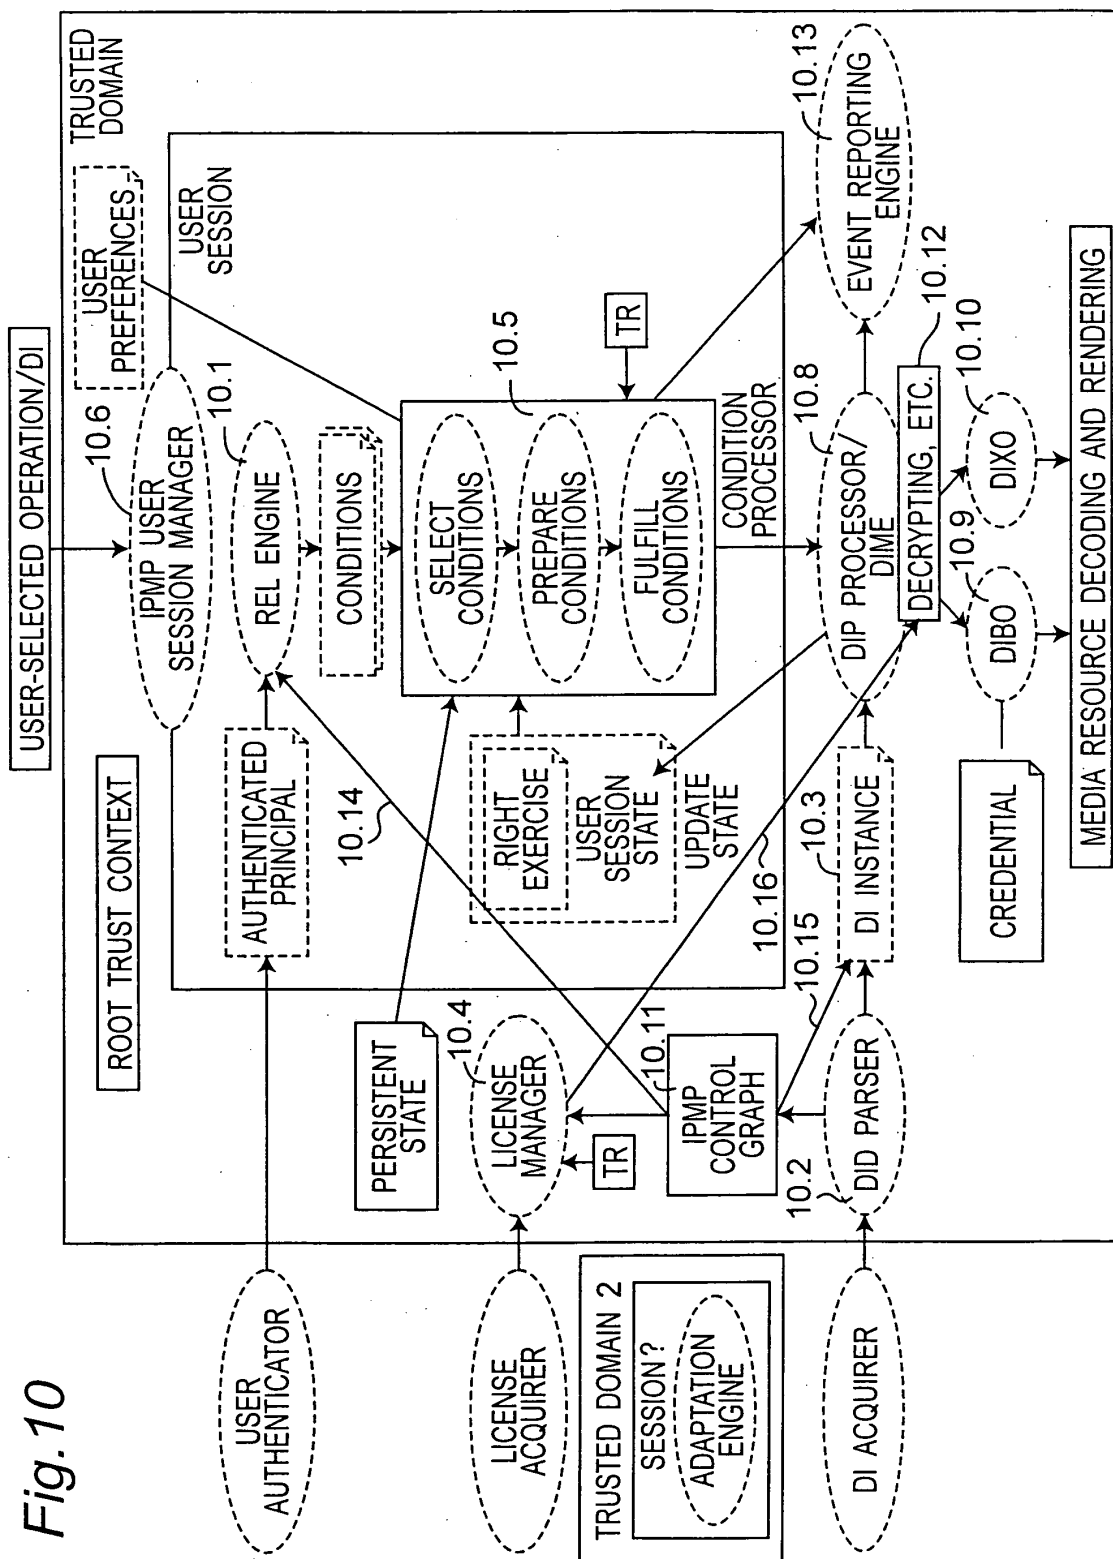 Fig.10
USER-SELECTED OPERATION/DI
TRUSTED
DOMAIN
ROOT TRUST CONTEXT
10.6
IPMP USER
SESSION MANAGER
USER
PREFERENCES
USER
SESSION
USER
AUTHENTICATOR
AUTHENTICATED
PRINCIPAL
10.1
REL ENGINE
10.14
CONDITIONS
PERSISTENT
STATE
SELECT
CONDITIONS
10.5
PREPARE
CONDITIONS
FULFILL
CONDITIONS
TR
CONDITION
PROCESSOR
LICENSE
ACQUIRER
10.4
LICENSE
MANAGER
TR
RIGHT
EXERCISE
USER
SESSION
STATE
UPDATE
STATE
TRUSTED DOMAIN 2
SESSION?
ADAPTATION
ENGINE
10.11
IPMP
CONTROL
GRAPH
10.16
10.15
DI ACQUIRER
10.2
DID PARSER
10.3
DI INSTANCE
10.8
DIP PROCESSOR/
DIME
10.13
EVENT REPORTING
ENGINE
10.12
DECRYPTING, ETC.
CREDENTIAL
10.9
DIBO
10.10
DIXO
MEDIA RESOURCE DECODING AND RENDERING